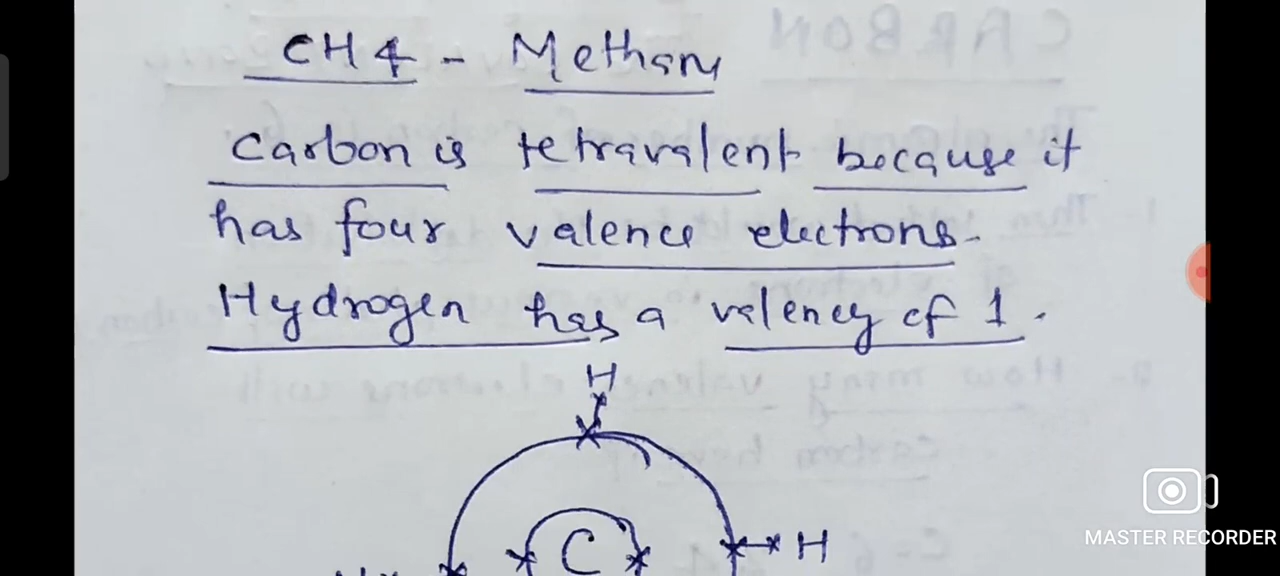 CH4 - Methane
Carbon is tetravalent because it
has four valence electrons.
Hydrogen has a valency of 1.
H
C
H
MASTER RECORDER